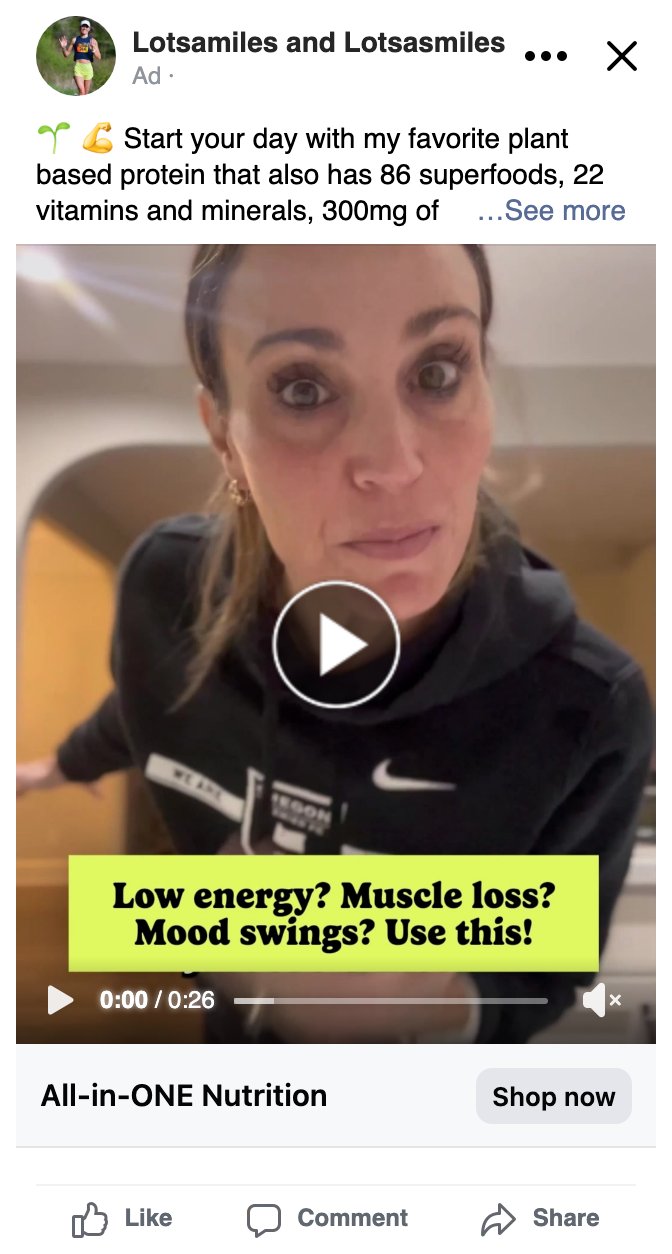 Lotsamiles and Lotsasmiles
Ad ·
🌱 💪 Start your day with my favorite plant
based protein that also has 86 superfoods, 22
vitamins and minerals, 300mg of ...See more
WE ARE
Low energy? Muscle loss?
Mood swings? Use this!
0:00 / 0:26
All-in-ONE Nutrition
Shop now
Like
Comment
Share